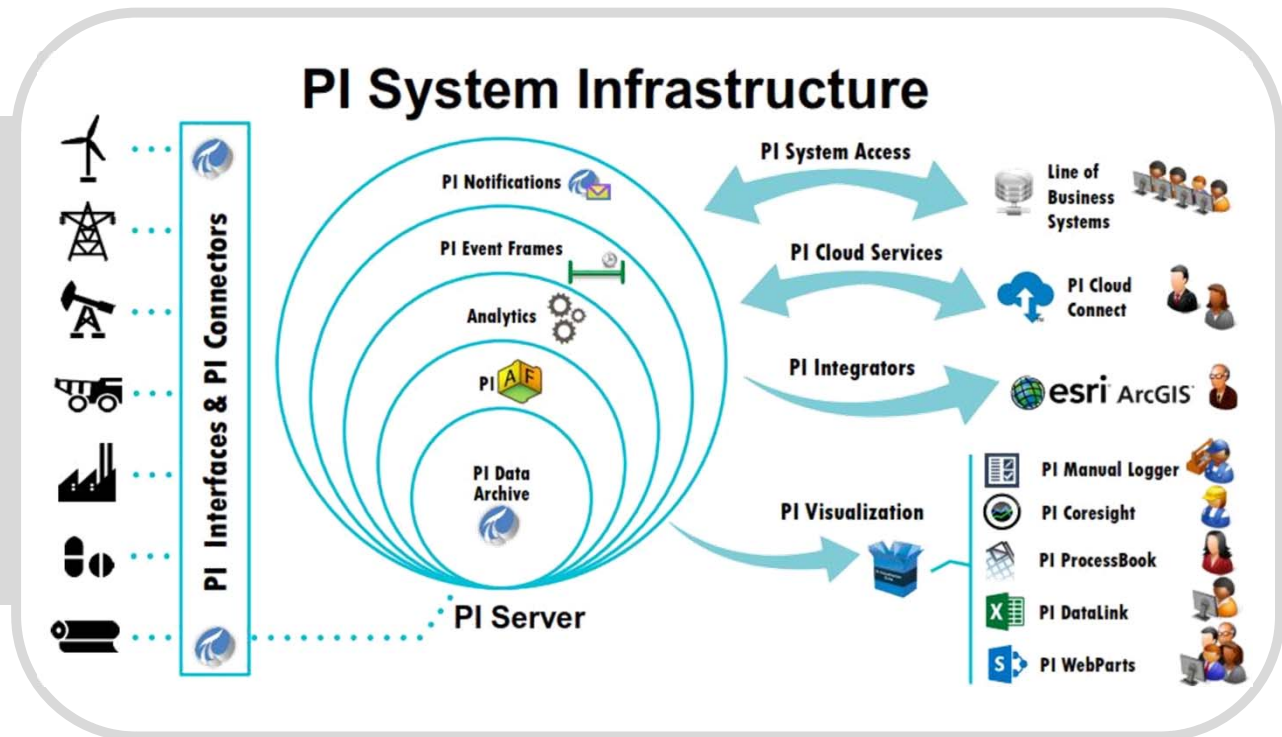 PI System Infrastructure
PI Interfaces & PI Connectors
PI Notifications
PI Event Frames
Analytics
PI AF
PI Data
Archive
PI Server
PI System Access
Line of
Business
Systems
PI Cloud Services
PI Cloud
Connect
PI Integrators
esri ArcGIS
PI Visualization
PI Manual Logger
PI Coresight
PI ProcessBook
X
PI DataLink
S
PI WebParts